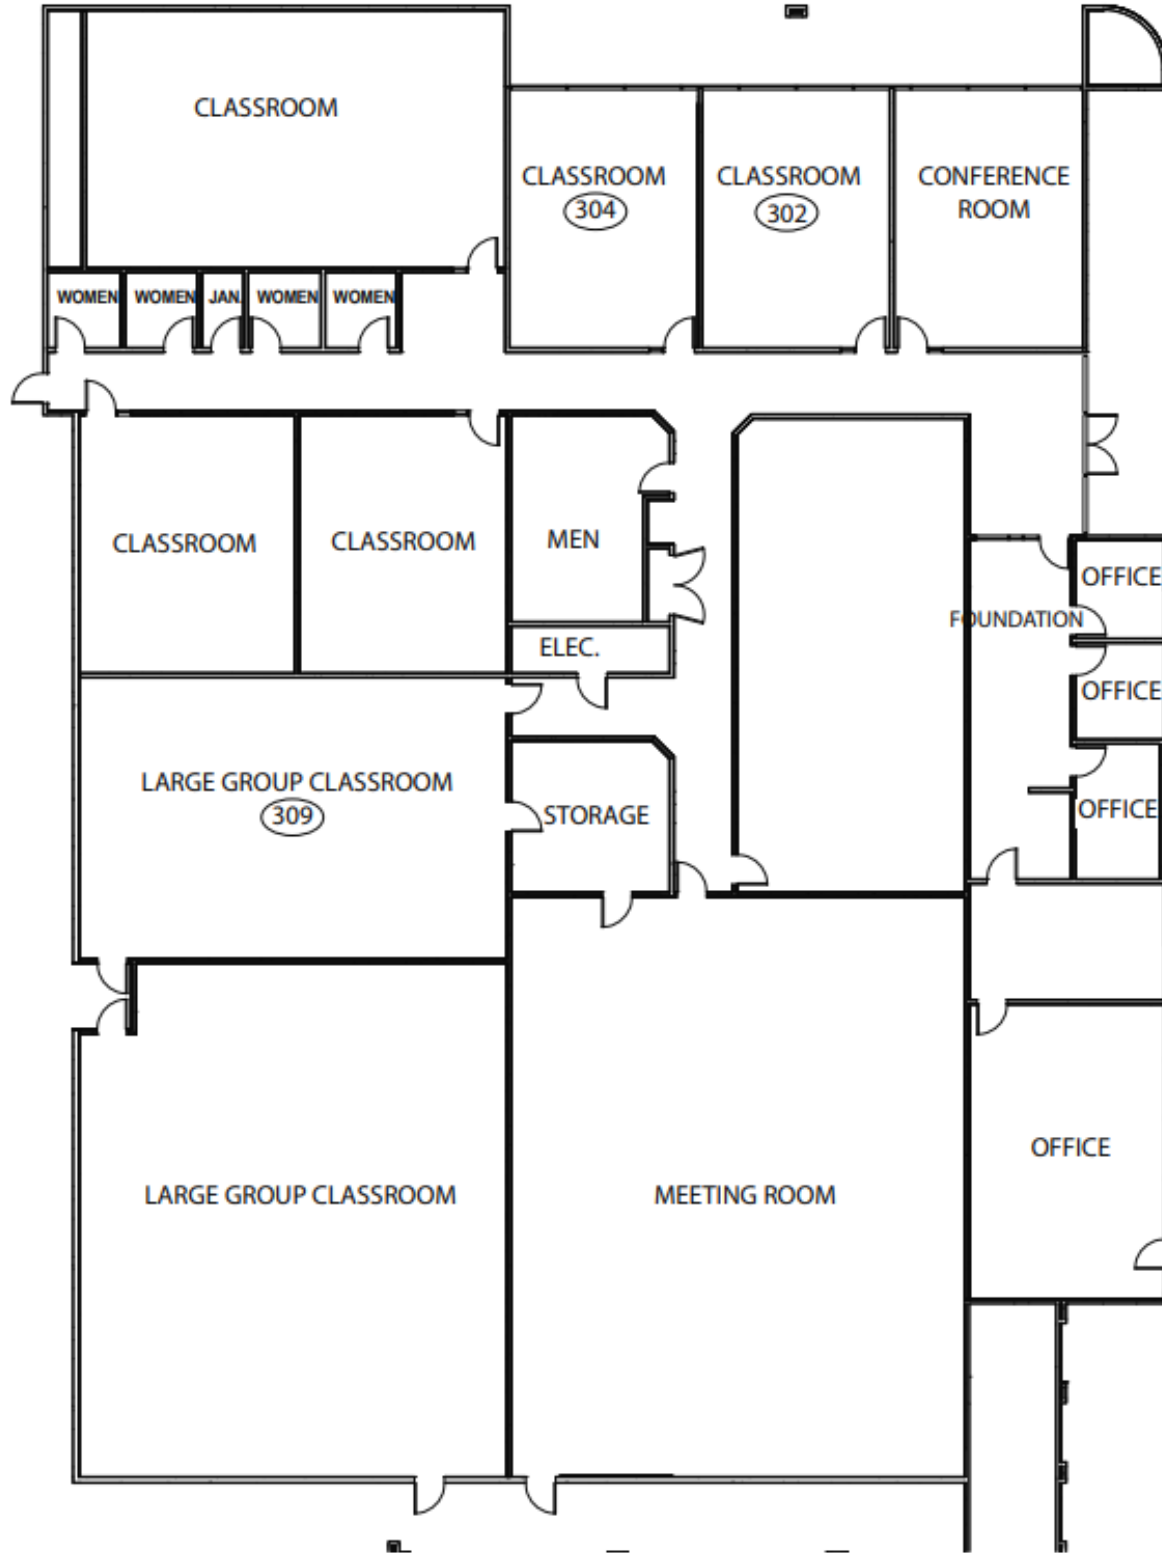 CLASSROOM
CLASSROOM
304
CLASSROOM
302
CONFERENCE
ROOM
WOMEN
WOMEN
JAN.
WOMEN
WOMEN
CLASSROOM
CLASSROOM
MEN
ELEC.
OFFICE
FOUNDATION
OFFICE
OFFICE
LARGE GROUP CLASSROOM
309
STORAGE
LARGE GROUP CLASSROOM
MEETING ROOM
OFFICE